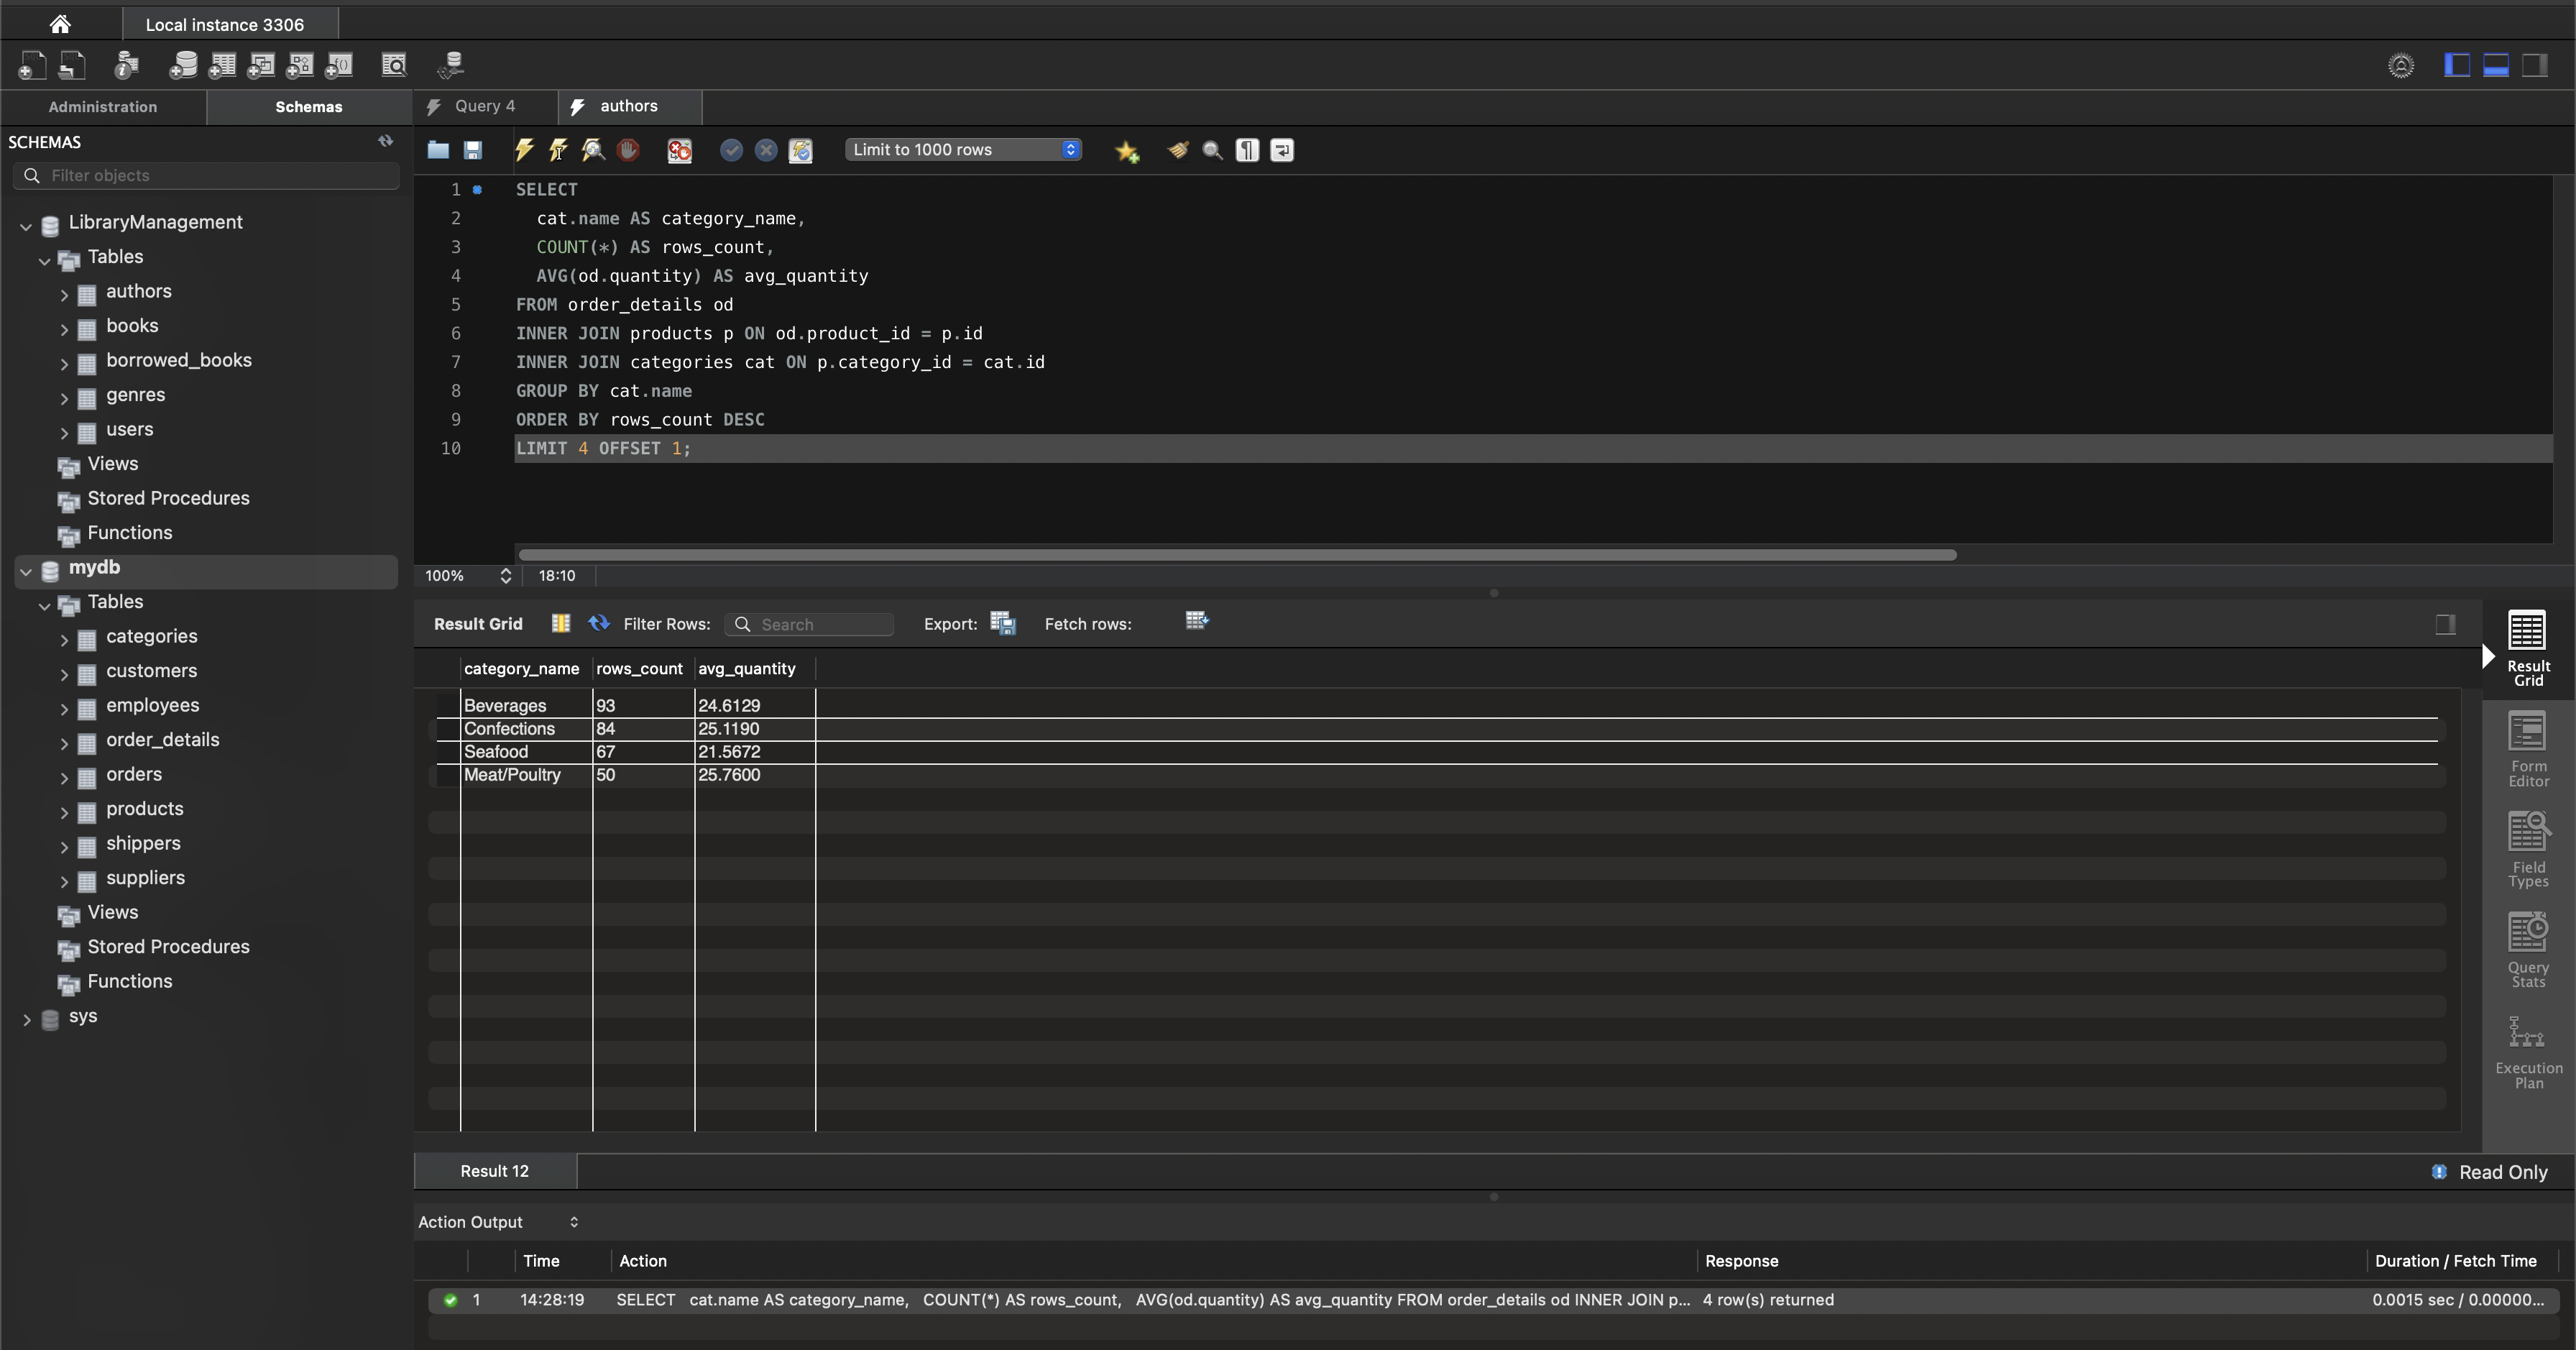 Local instance 3306
Administration Schemas
SCHEMAS
Filter objects
LibraryManagement
Tables
authors
books
borrowed_books
genres
users
Views
Stored Procedures
Functions
mydb
Tables
categories
customers
employees
order_details
orders
products
shippers
suppliers
Views
Stored Procedures
Functions
sys
Query 4 authors
Limit to 1000 rows
1 SELECT
2 cat.name AS category_name,
3 COUNT(*) AS rows_count,
4 AVG(od.quantity) AS avg_quantity
5 FROM order_details od
6 INNER JOIN products p ON od.product_id = p.id
7 INNER JOIN categories cat ON p.category_id = cat.id
8 GROUP BY cat.name
9 ORDER BY rows_count DESC
10 LIMIT 4 OFFSET 1;
100% 18:10
Result Grid Filter Rows: Search Export: Fetch rows:
category_name rows_count avg_quantity
Beverages 93 24.6129
Confections 84 25.1190
Seafood 67 21.5672
Meat/Poultry 50 25.7600
Result
Grid
Form
Editor
Field
Types
Query
Stats
Execution
Plan
Result 12 Read Only
Action Output
Time Action Response Duration / Fetch Time
1 14:28:19 SELECT cat.name AS category_name, COUNT(*) AS rows_count, AVG(od.quantity) AS avg_quantity FROM order_details od INNER JOIN p... 4 row(s) returned 0.0015 sec / 0.00000...